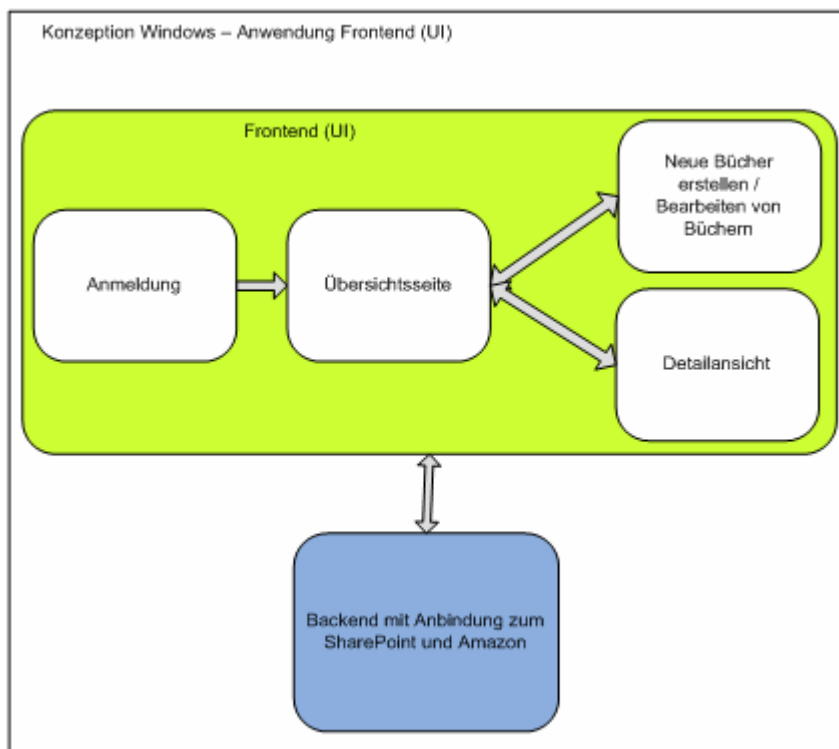 Konzeption Windows – Anwendung Frontend (UI)
Frontend (UI)
Anmeldung
Übersichtsseite
Neue Bücher
erstellen /
Bearbeiten von
Büchern
Detailansicht
Backend mit Anbindung zum
SharePoint und Amazon